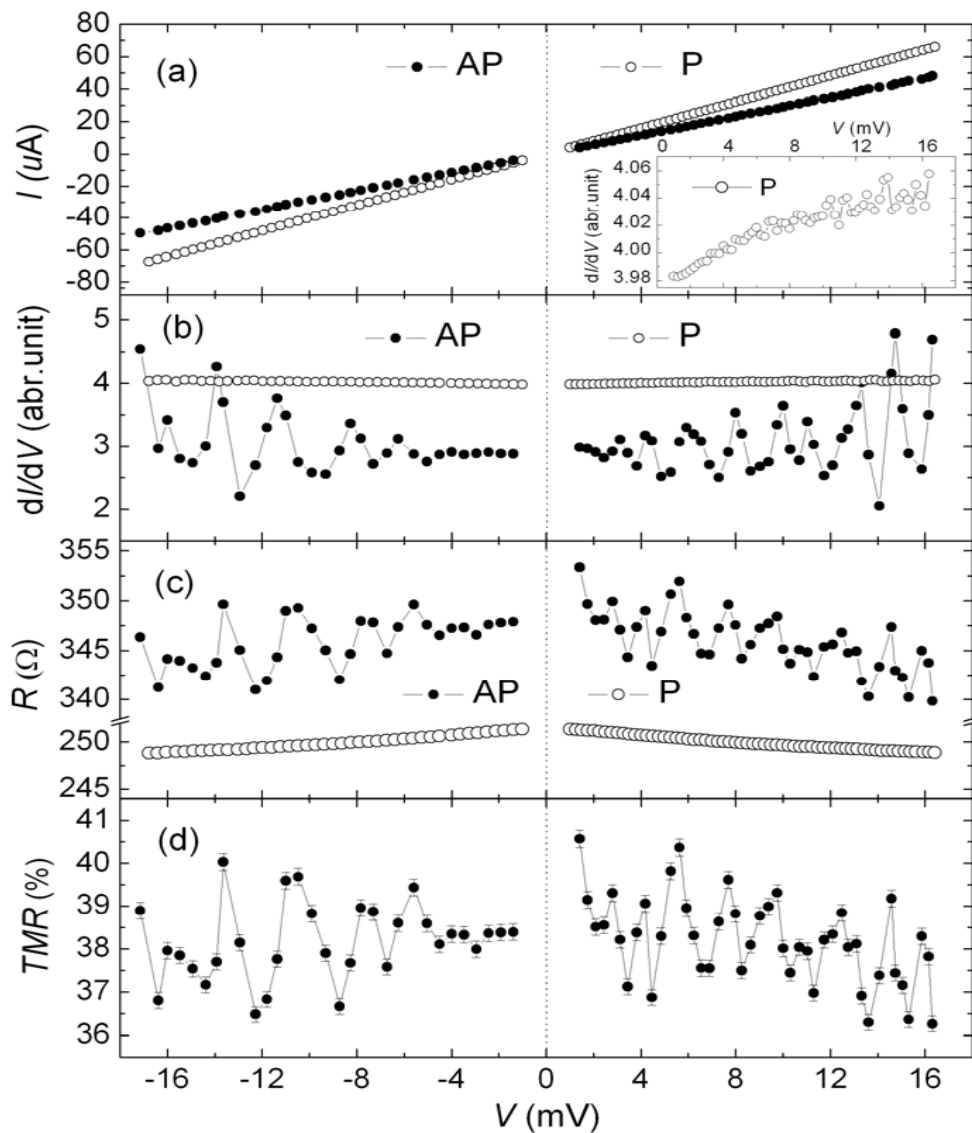 80
60
40
20
0
-20
-40
-60
-80
I (uA)
(a)
AP
P
V (mV)
0 4 8 12 16
4.06
4.04
4.02
4.00
3.98
dI/dV (abr.unit)
P
(b)
AP
P
5
4
3
2
dI/dV (abr.unit)
(c)
AP
P
355
350
345
340
250
245
R (Ω)
(d)
41
40
39
38
37
36
TMR (%)
-16 -12 -8 -4 0 4 8 12 16
V (mV)